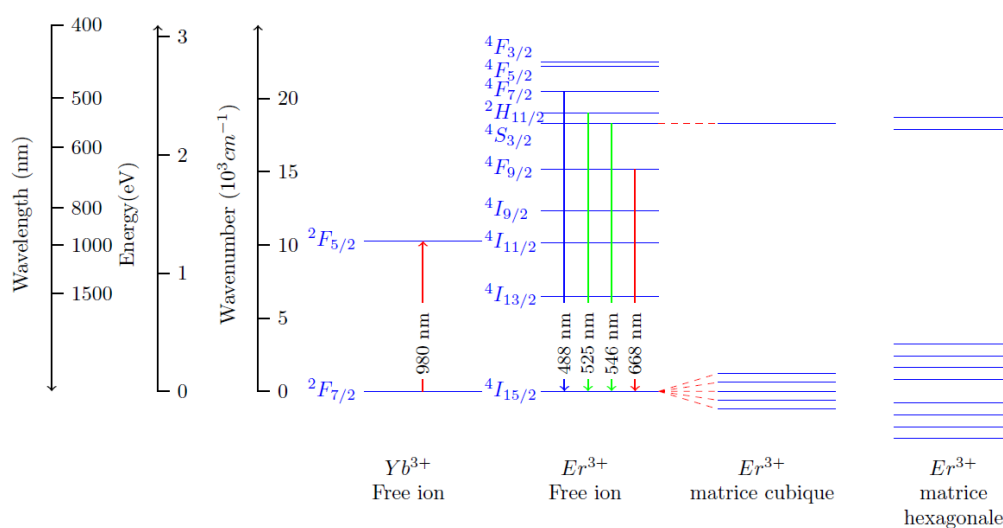 Wavelength (nm)
400
500
600
800
1000
1500
Energy(eV)
3
2
1
0
Wavenumber (10³cm⁻¹)
20
15
10
5
0
²F₅/₂
²F₇/₂
980 nm
⁴F₃/₂
⁴F₅/₂
⁴F₇/₂
²H₁₁/₂
⁴S₃/₂
⁴F₉/₂
⁴I₉/₂
⁴I₁₁/₂
⁴I₁₃/₂
⁴I₁₅/₂
488 nm
525 nm
546 nm
668 nm
Yb³⁺
Free ion
Er³⁺
Free ion
Er³⁺
matrice cubique
Er³⁺
matrice
hexagonale